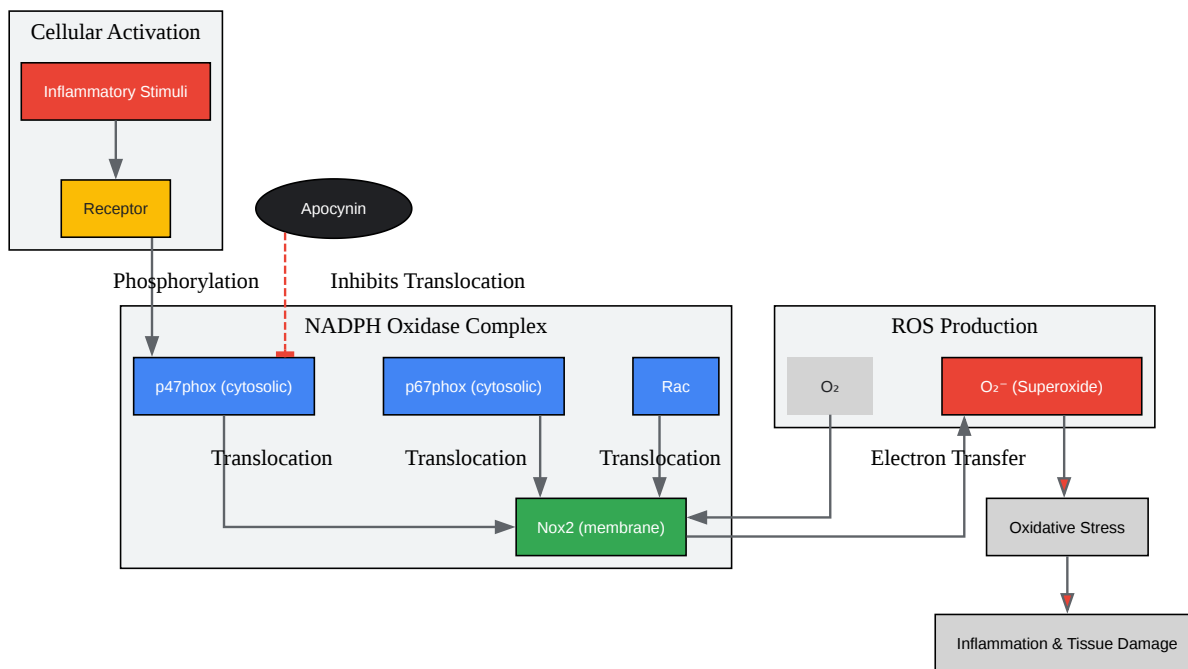 Cellular Activation
Inflammatory Stimuli
Receptor
Apocynin
Phosphorylation
Inhibits Translocation
NADPH Oxidase Complex
ROS Production
p47phox (cytosolic)
p67phox (cytosolic)
Rac
O₂
O₂⁻ (Superoxide)
Translocation
Translocation
Translocation
Electron Transfer
Nox2 (membrane)
Oxidative Stress
Inflammation & Tissue Damage